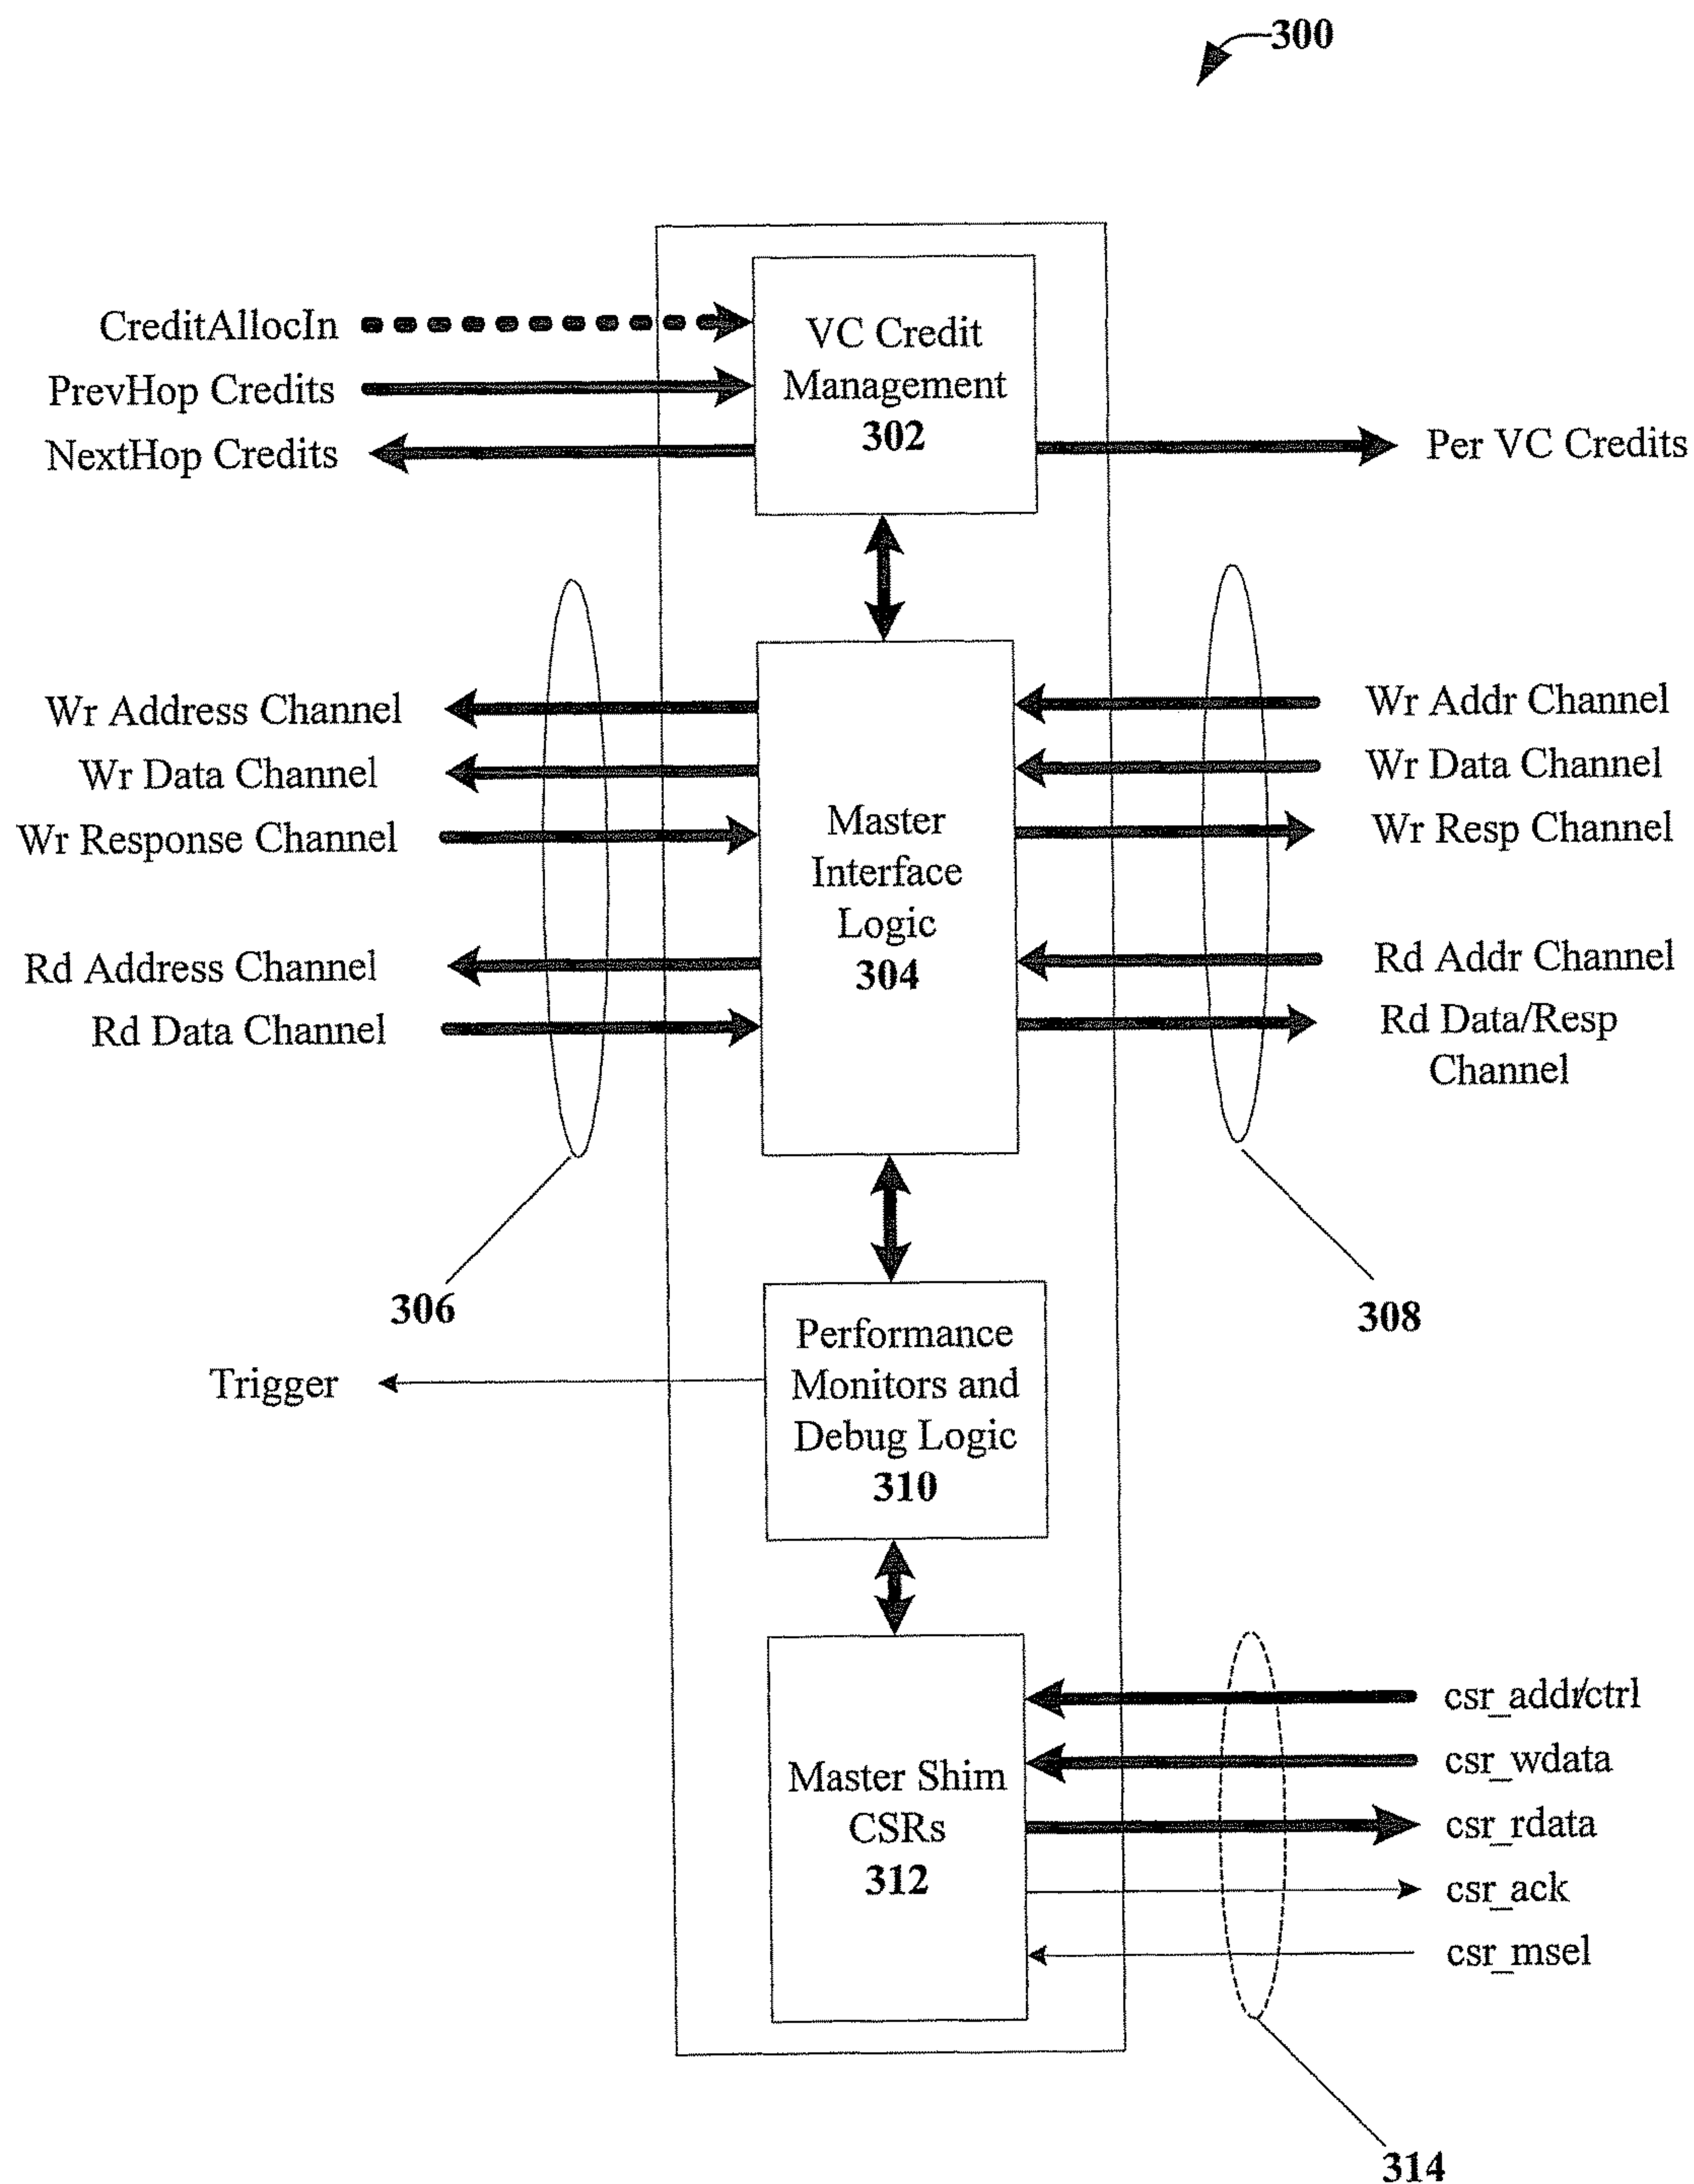 300
CreditAllocIn
PrevHop Credits
NextHop Credits
VC Credit
Management
302
Per VC Credits
Wr Address Channel
Wr Data Channel
Wr Response Channel
Rd Address Channel
Rd Data Channel
Master
Interface
Logic
304
Wr Addr Channel
Wr Data Channel
Wr Resp Channel
Rd Addr Channel
Rd Data/Resp
Channel
306
308
Trigger
Performance
Monitors and
Debug Logic
310
Master Shim
CSRs
312
csr_addr/ctrl
csr_wdata
csr_rdata
csr_ack
csr_msel
314